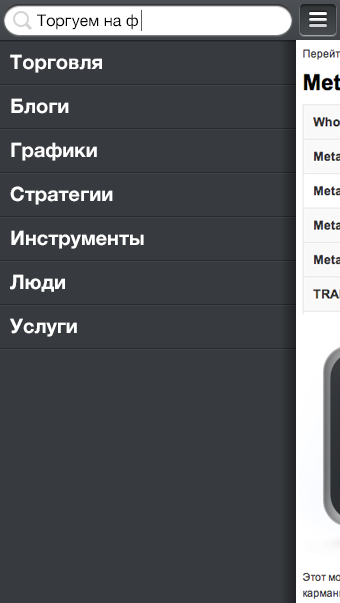 Торгуем на ф
Торговля
Блоги
Графики
Стратегии
Инструменты
Люди
Услуги
Перейт
Met
Who
Meta
Meta
Meta
Meta
TRA
Этот мо
карман